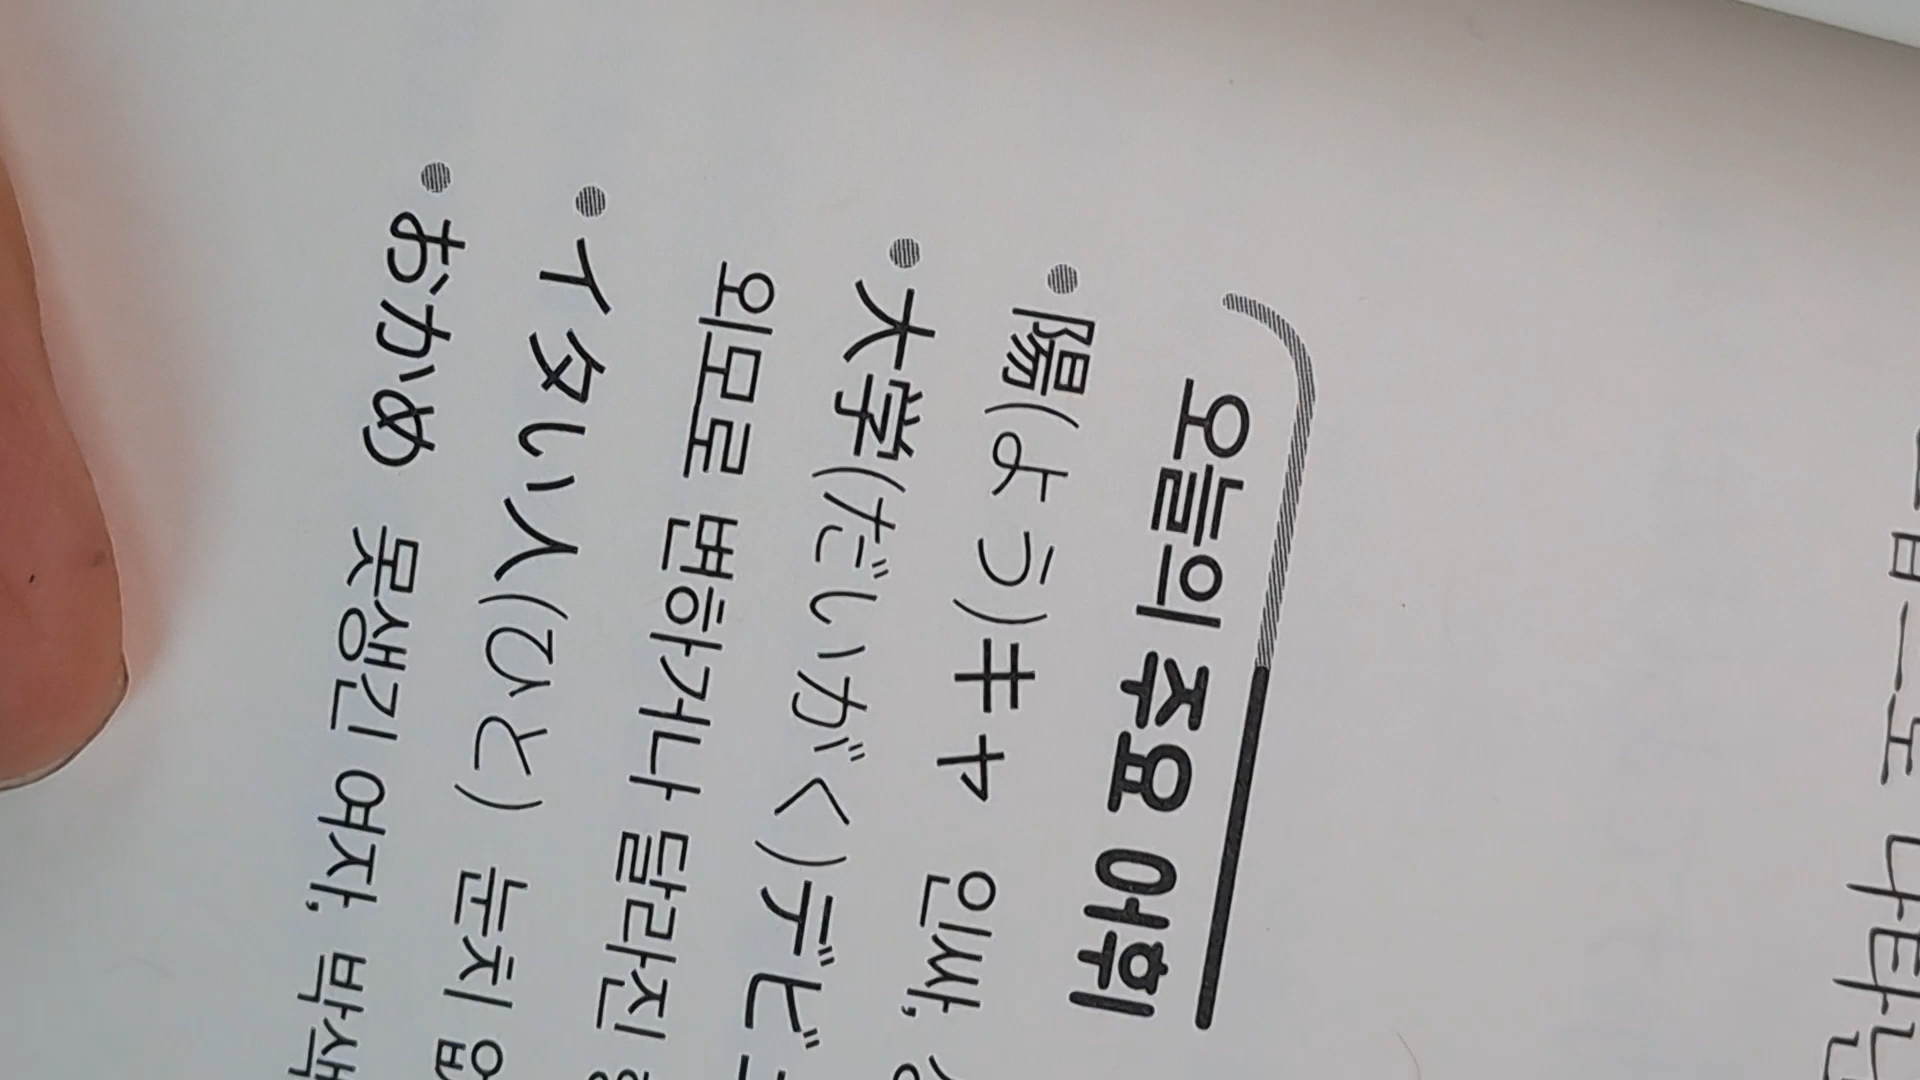 오늘의 주요 어휘
• 陽(よう)キャ 인싸,
• 大学(だいがく)デビ
외모로 변하거나 달라진
• イタい人(ひと) 눈치 없
• おかめ 못생긴 여자, 박색